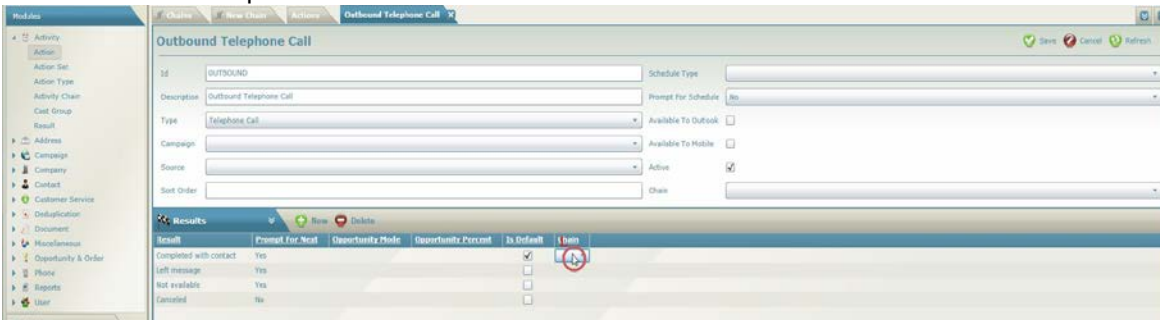 Modules
Chains
New Chain
Actions
Outbound Telephone Call
Activity
Action
Action Set
Action Type
Activity Chain
Cost Group
Result
Address
Campaign
Company
Contact
Customer Service
Deduplication
Document
Miscellaneous
Opportunity & Order
Phone
Reports
User
Outbound Telephone Call
Save Cancel Refresh
Id OUTBOUND
Description Outbound Telephone Call
Type Telephone Call
Campaign
Source
Sort Order
Schedule Type
Prompt For Schedule No
Available To Outlook
Available To Mobile
Active
Chain
Results New Delete
Result Prompt For Next Opportunity Mode Opportunity Percent Is Default Chain
Completed with contact Yes
Left message Yes
Not available Yes
Canceled No